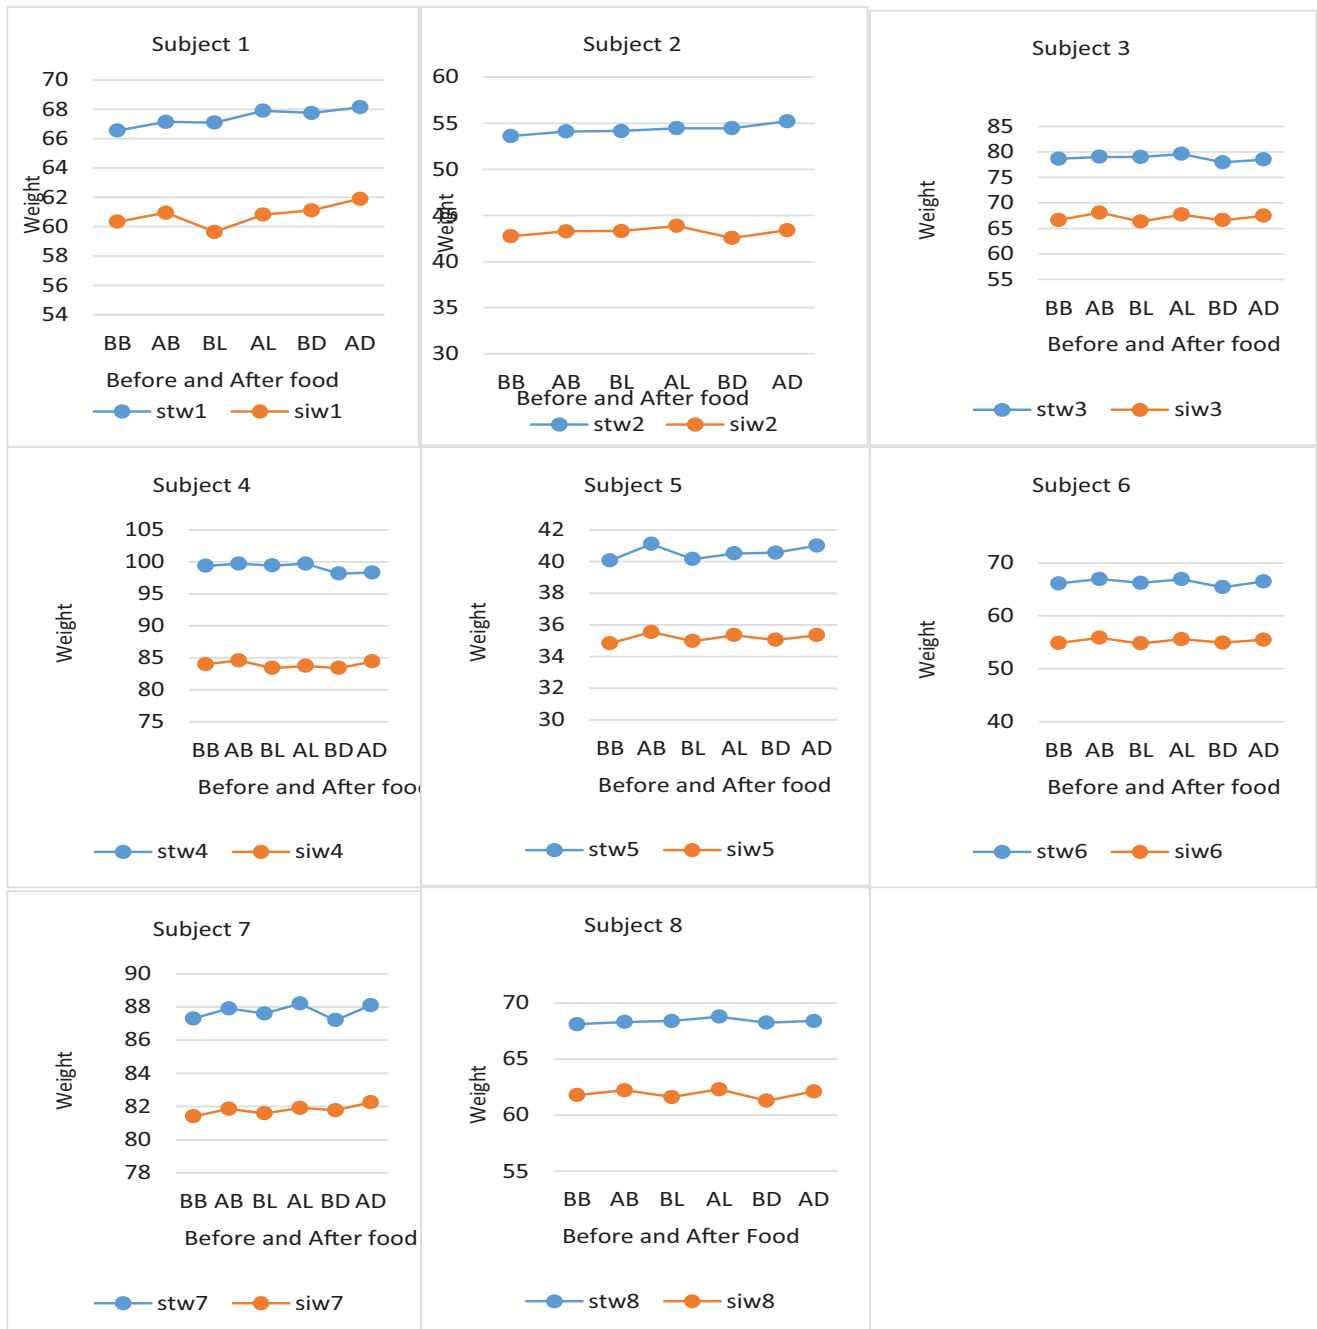 Subject 1
70
68
66
64
62
60
58
56
54
Weight
BB AB BL AL BD AD
Before and After food
stw1 siw1
Subject 2
60
55
50
45
40
35
30
Weight
BB AB BL AL BD AD
Before and After food
stw2 siw2
Subject 3
85
80
75
70
65
60
55
Weight
BB AB BL AL BD AD
Before and After food
stw3 siw3
Subject 4
105
100
95
90
85
80
75
Weight
BB AB BL AL BD AD
Before and After foo
stw4 siw4
Subject 5
42
40
38
36
34
32
30
Weight
BB AB BL AL BD AD
Before and After food
stw5 siw5
Subject 6
70
60
50
40
Weight
BB AB BL AL BD AD
Before and After food
stw6 siw6
Subject 7
90
88
86
84
82
80
78
Weight
BB AB BL AL BD AD
Before and After food
stw7 siw7
Subject 8
70
65
60
55
Weight
BB AB BL AL BD AD
Before and After Food
stw8 siw8